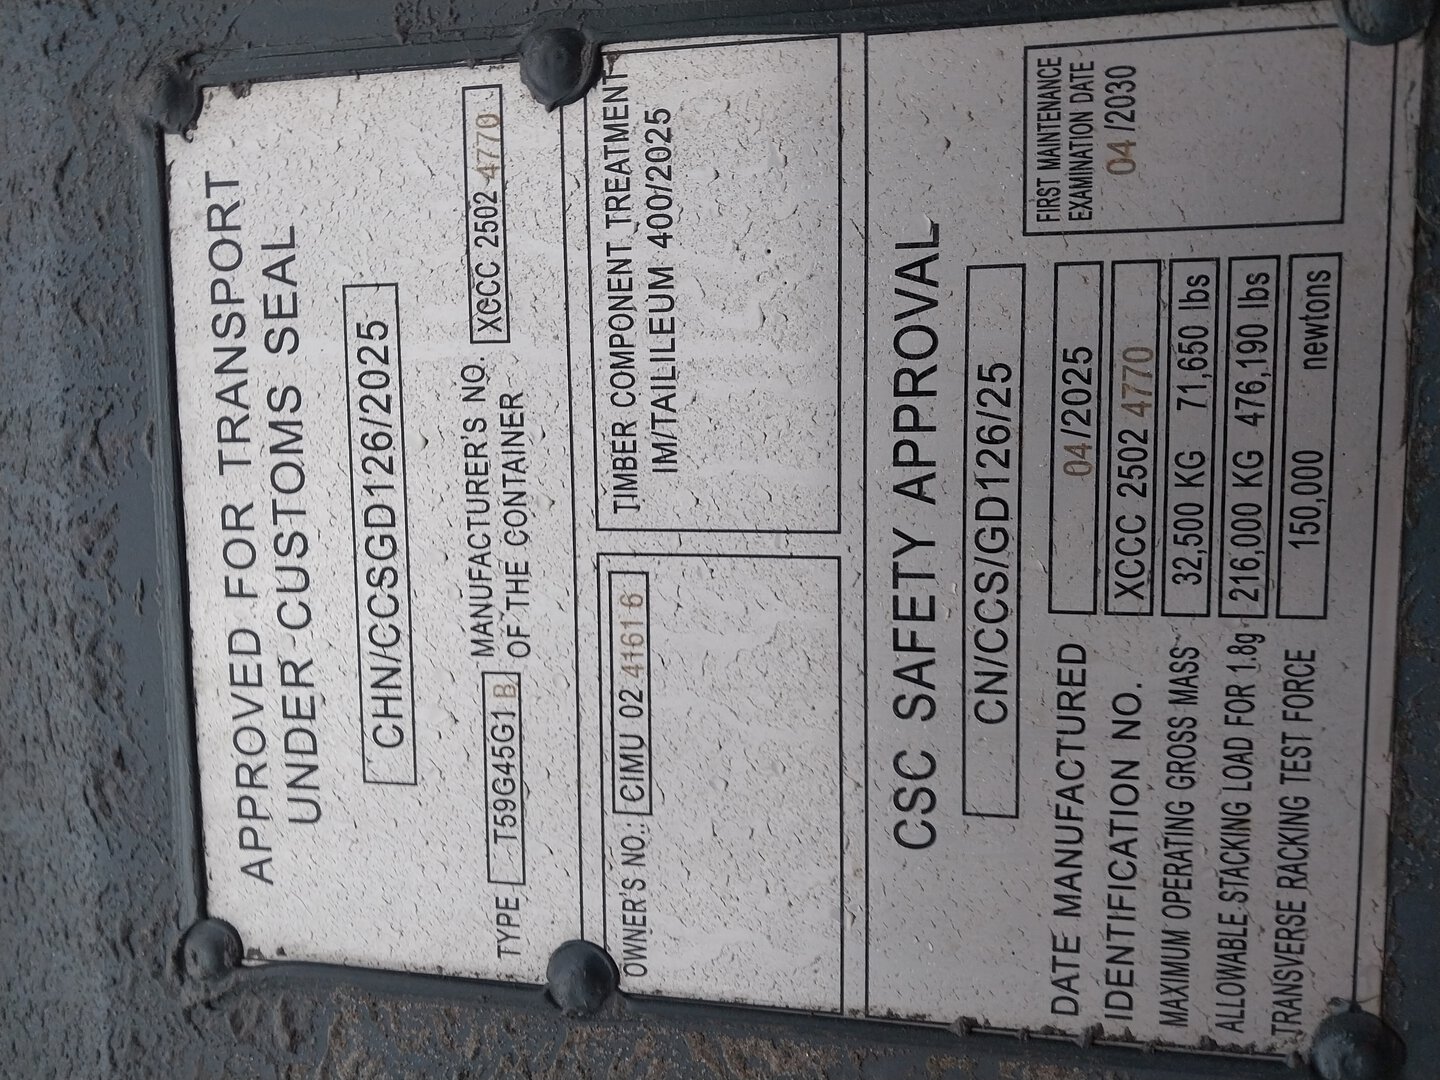 APPROVED FOR TRANSPORT
UNDER CUSTOMS SEAL
CHN/CCSGD126/2025
TYPE T59G45G1 B MANUFACTURER'S NO. XCCC 2502 4770
OF THE CONTAINER
OWNER'S NO.: CIMU 02 4161 6
TIMBER COMPONENT TREATMENT
IM/TAILILEUM 400/2025
CSC SAFETY APPROVAL
CN/CCS/GD126/25
DATE MANUFACTURED 04/2025
IDENTIFICATION NO. XCCC 2502 4770
MAXIMUM OPERATING GROSS MASS 32,500 KG 71,650 lbs
ALLOWABLE STACKING LOAD FOR 1.8g 216,000 KG 476,190 lbs
TRANSVERSE RACKING TEST FORCE 150,000 newtons
FIRST MAINTENANCE
EXAMINATION DATE
04 /2030